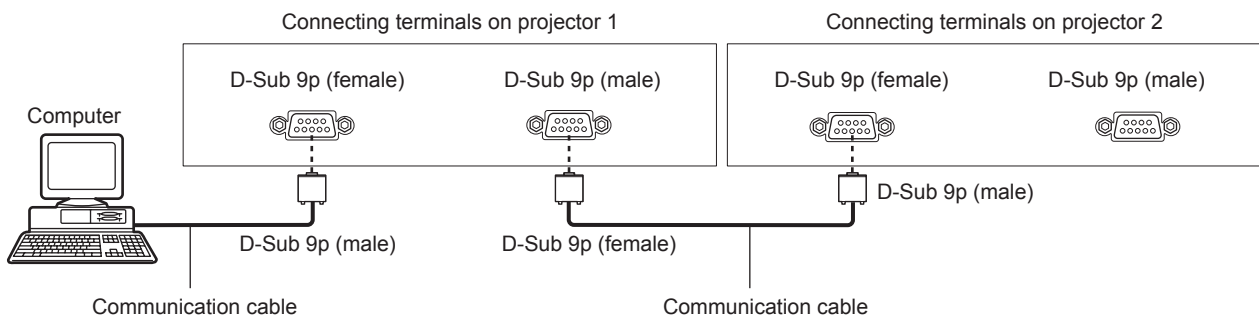 Connecting terminals on projector 1
Connecting terminals on projector 2
D-Sub 9p (female)
D-Sub 9p (male)
D-Sub 9p (female)
D-Sub 9p (male)
Computer
D-Sub 9p (male)
D-Sub 9p (male)
D-Sub 9p (female)
Communication cable
Communication cable